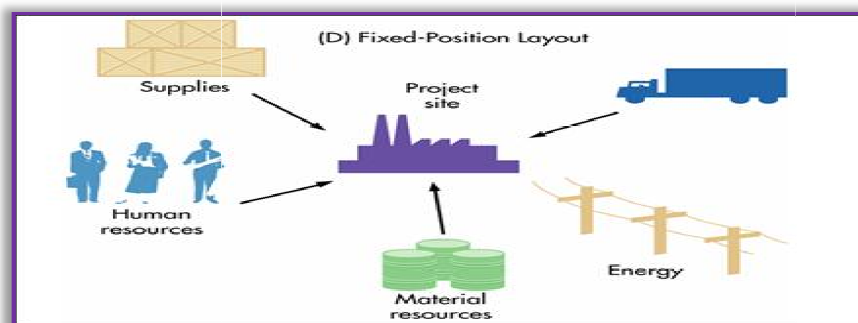 (D) Fixed-Position Layout
Supplies
Project
site
Human
resources
Energy
Material
resources